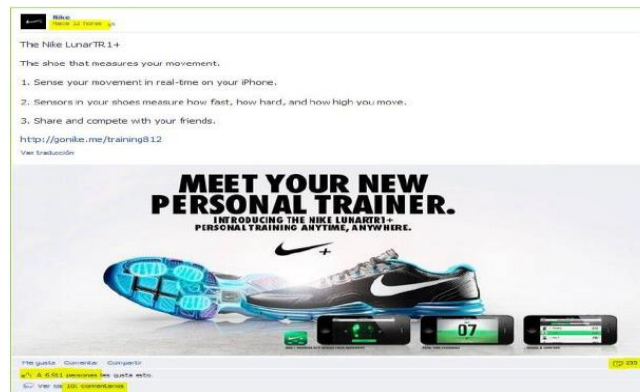 Nike
Hace 12 horas
The Nike LunarTR1+
The shoe that measures your movement.
1. Sense your movement in real-time on your iPhone.
2. Sensors in your shoes measure how fast, how hard, and how high you move.
3. Share and compete with your friends.
http://gonike.me/training812
Ver traducción
MEET YOUR NEW
PERSONAL TRAINER.
INTRODUCING THE NIKE LUNARTR1+
PERSONAL TRAINING ANYTIME, ANYWHERE.
+
07
Me gusta Comentar Compartir
A personas les gusta esto.
Ver los comentarios